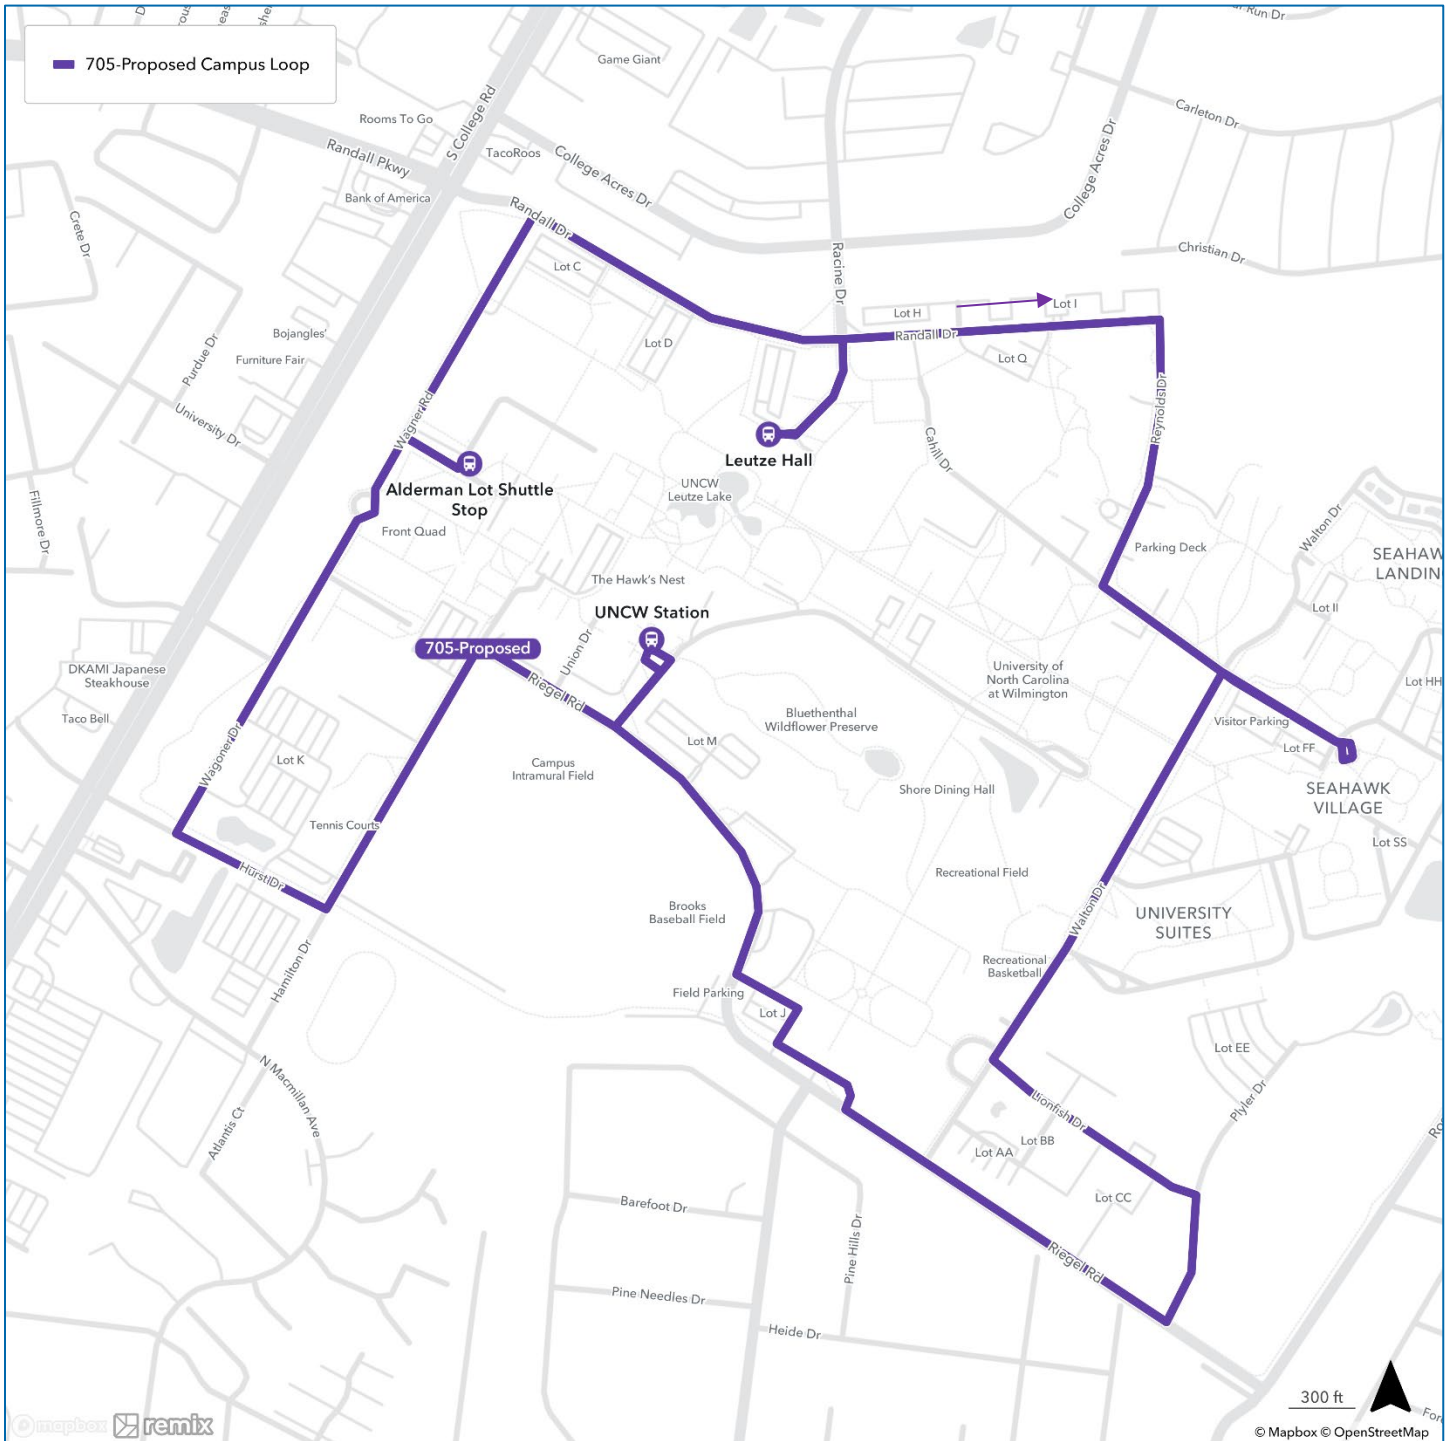 705-Proposed Campus Loop
Game Giant
Rooms To Go
S College Rd
Randall Pkwy
TacoRoos
College Acres Dr
Bank of America
Randall Dr
Carleton Dr
College Acres Dr
Christian Dr
Crete Dr
Lot C
Racine Dr
Lot H
Lot I
Randall Dr
Lot D
Lot Q
Bojangles'
Furniture Fair
Purdue Dr
University Dr
Wagner Rd
Reynolds Dr
Cahill Dr
Leutze Hall
Alderman Lot Shuttle
Stop
UNCW
Leutze Lake
Fillmore Dr
Front Quad
Parking Deck
Walton Dr
SEAHAW
LANDIN
The Hawk's Nest
UNCW Station
Lot II
705-Proposed
Union Dr
Riegel Rd
DKAMI Japanese
Steakhouse
Taco Bell
University of
North Carolina
at Wilmington
Lot HH
Bluethenthal
Wildflower Preserve
Visitor Parking
Lot FF
Lot M
Wagoner Dr
Lot K
Campus
Intramural Field
Shore Dining Hall
SEAHAWK
VILLAGE
Tennis Courts
Lot SS
Hurst Dr
Recreational Field
Brooks
Baseball Field
Walton Dr
UNIVERSITY
SUITES
Hamilton Dr
Recreational
Basketball
Field Parking
Lot J
Lot EE
N Macmillan Ave
Lionfish Dr
Plyler Dr
Atlantis Ct
Lot BB
Lot AA
Lot CC
Barefoot Dr
Pine Hills Dr
Riegel Rd
Pine Needles Dr
Heide Dr
300 ft
mapbox
remix
© Mapbox © OpenStreetMap